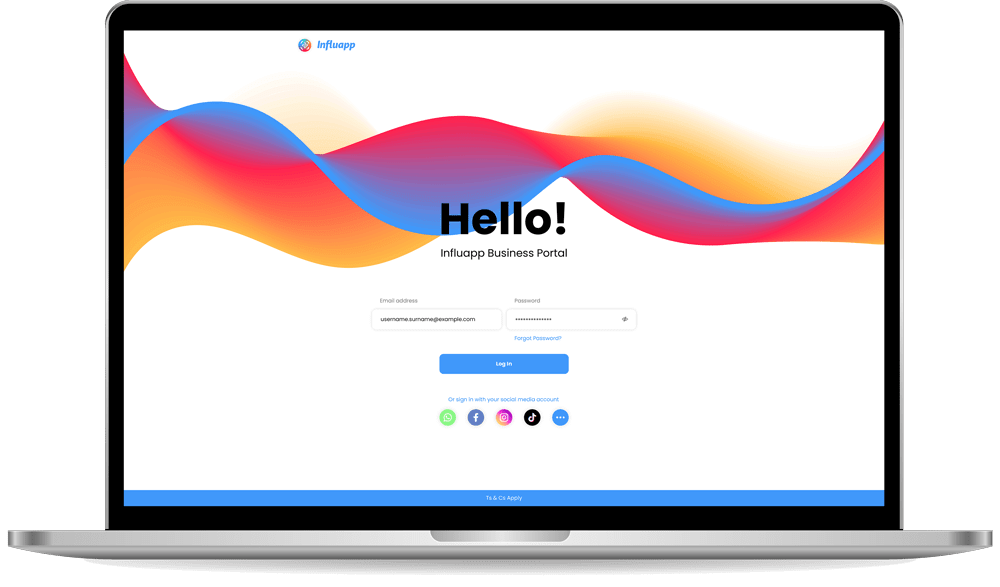 Influapp
Hello!
Influapp Business Portal
Email address
Password
username.surname@example.com
••••••••••••••
Forgot Password?
Log in
Or sign in with your social media account
Ts & Cs Apply